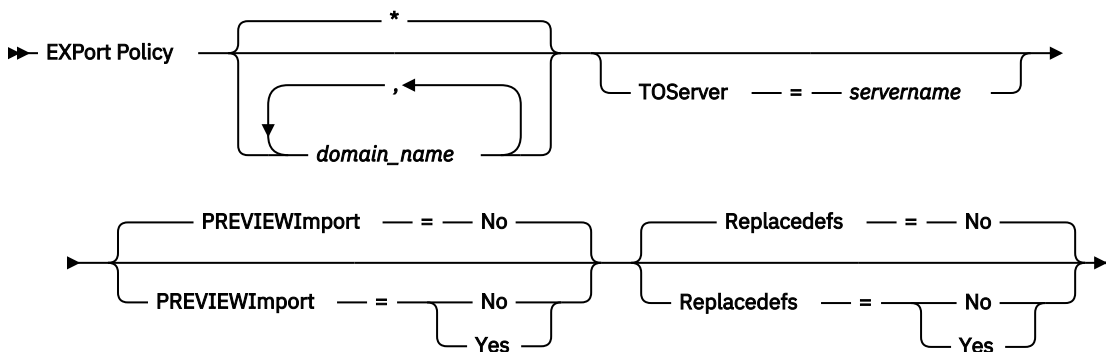 *
EXPort Policy
,
TOServer = servername
domain_name
PREVIEWImport = No
Replacedefs = No
PREVIEWImport = No
Replacedefs = No
Yes
Yes